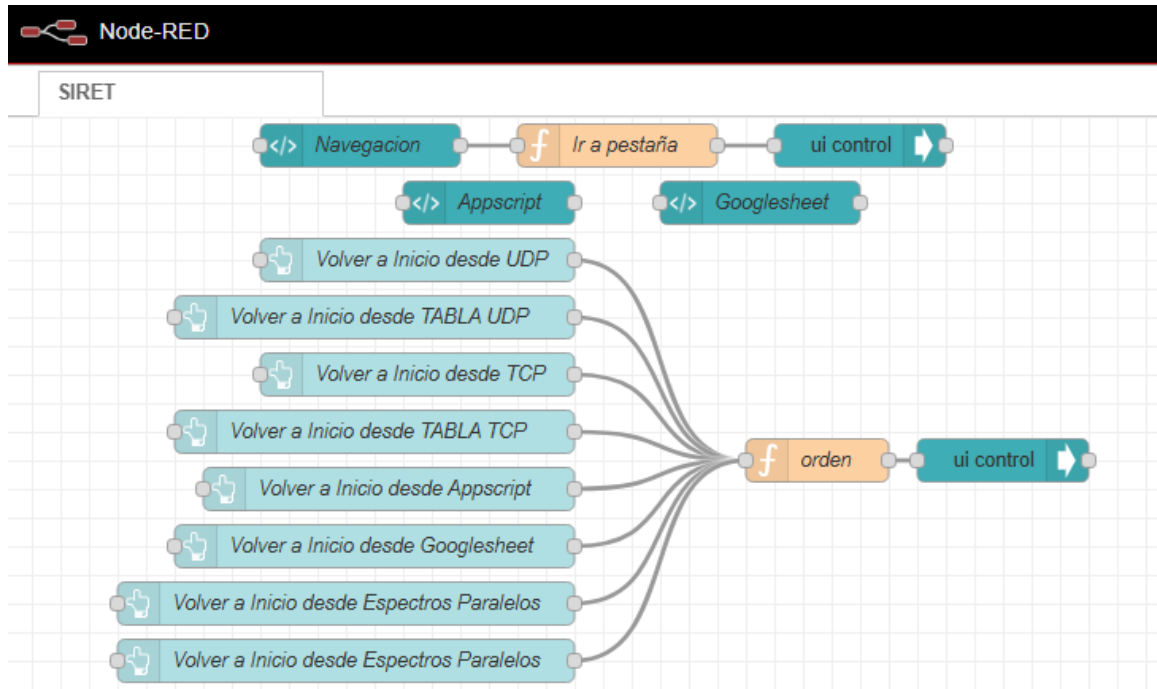 Node-RED
SIRET
</> Navegacion
f Ir a pestaña
ui control
</> Appscript
</> Googlesheet
Volver a Inicio desde UDP
Volver a Inicio desde TABLA UDP
Volver a Inicio desde TCP
Volver a Inicio desde TABLA TCP
f orden
ui control
Volver a Inicio desde Appscript
Volver a Inicio desde Googlesheet
Volver a Inicio desde Espectros Paralelos
Volver a Inicio desde Espectros Paralelos